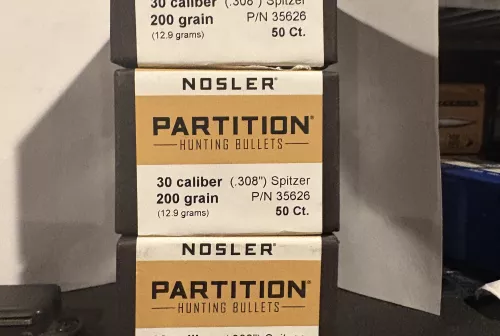 30 caliber (.308") Spitzer
200 grain P/N 35626
(12.9 grams) 50 Ct.
NOSLER®
PARTITION®
HUNTING BULLETS
30 caliber (.308") Spitzer
200 grain P/N 35626
(12.9 grams) 50 Ct.
NOSLER®
PARTITION®
HUNTING BULLETS